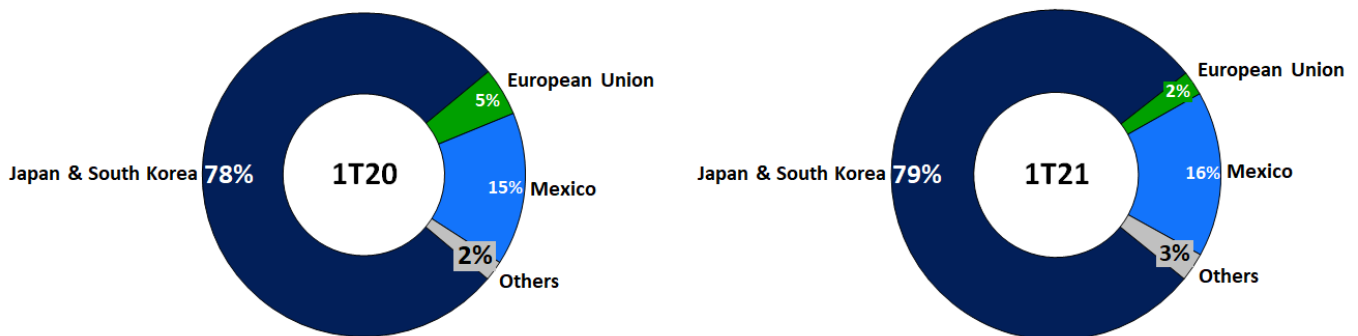 European Union
5%
Japan & South Korea 78%
1T20
15% Mexico
2%
Others
European Union
2%
Japan & South Korea 79%
1T21
16% Mexico
3%
Others